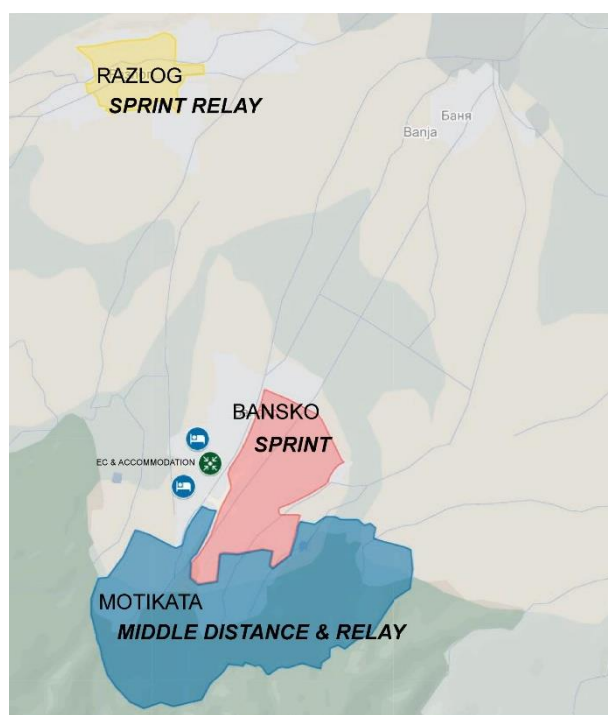 RAZLOG
SPRINT RELAY
Баня
Banja
BANSKO
SPRINT
EC & ACCOMMODATION
MOTIKATA
MIDDLE DISTANCE & RELAY